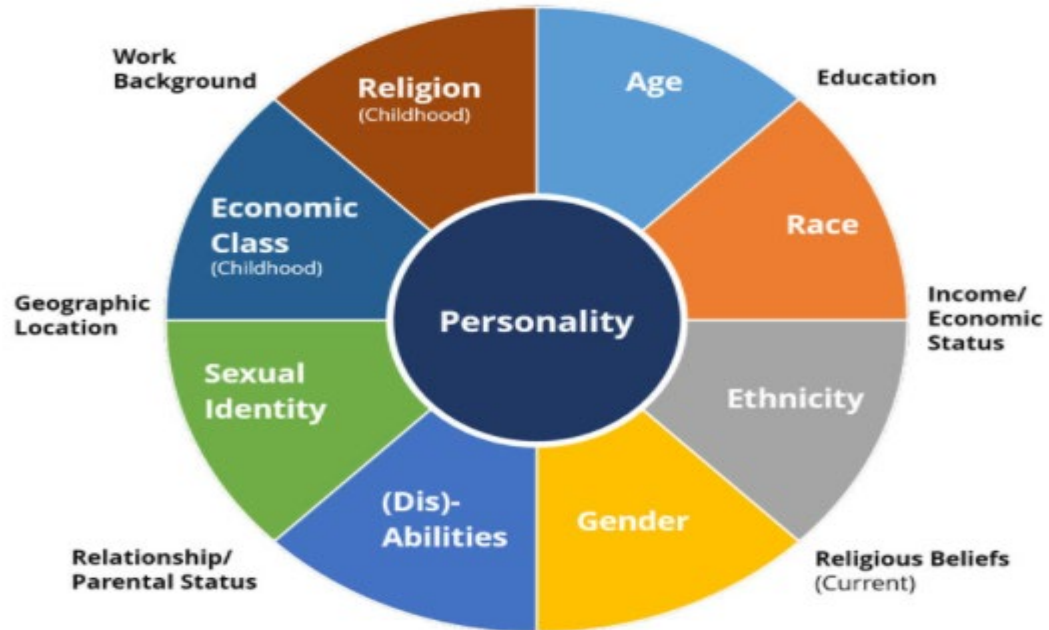 Work
Background
Religion
(Childhood)
Age
Education
Economic
Class
(Childhood)
Race
Geographic
Location
Personality
Income/
Economic
Status
Sexual
Identity
Ethnicity
(Dis)-
Abilities
Gender
Relationship/
Parental Status
Religious Beliefs
(Current)